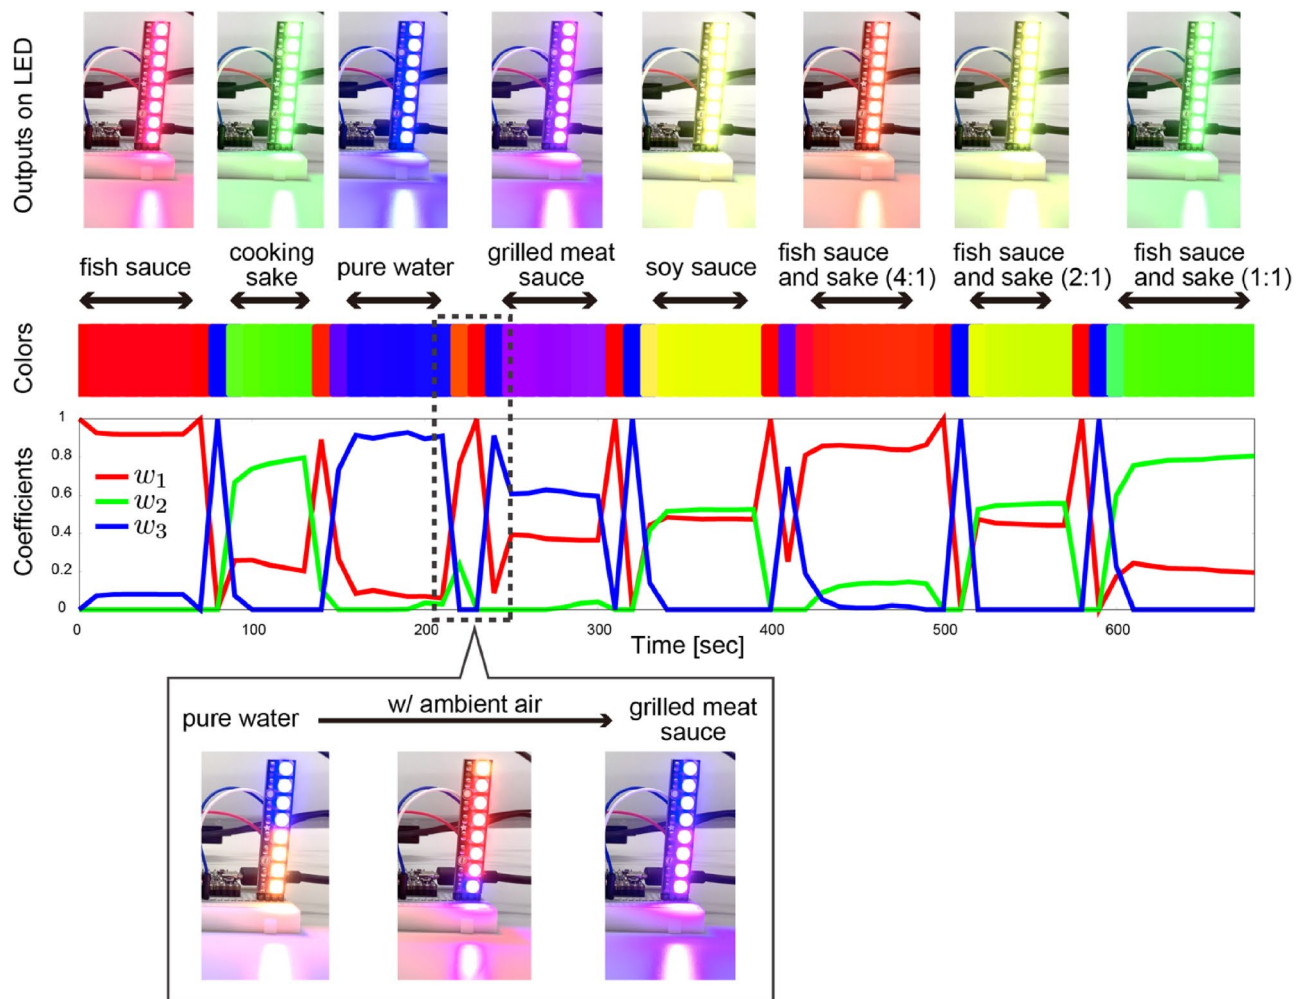 Outputs on LED
fish sauce
cooking
sake
pure water
grilled meat
sauce
soy sauce
fish sauce
and sake (4:1)
fish sauce
and sake (2:1)
fish sauce
and sake (1:1)
Colors
Coefficients
1
0.8
0.6
0.4
0.2
0
w1
w2
w3
0
100
200
300
400
500
600
Time [sec]
pure water
w/ ambient air
grilled meat
sauce